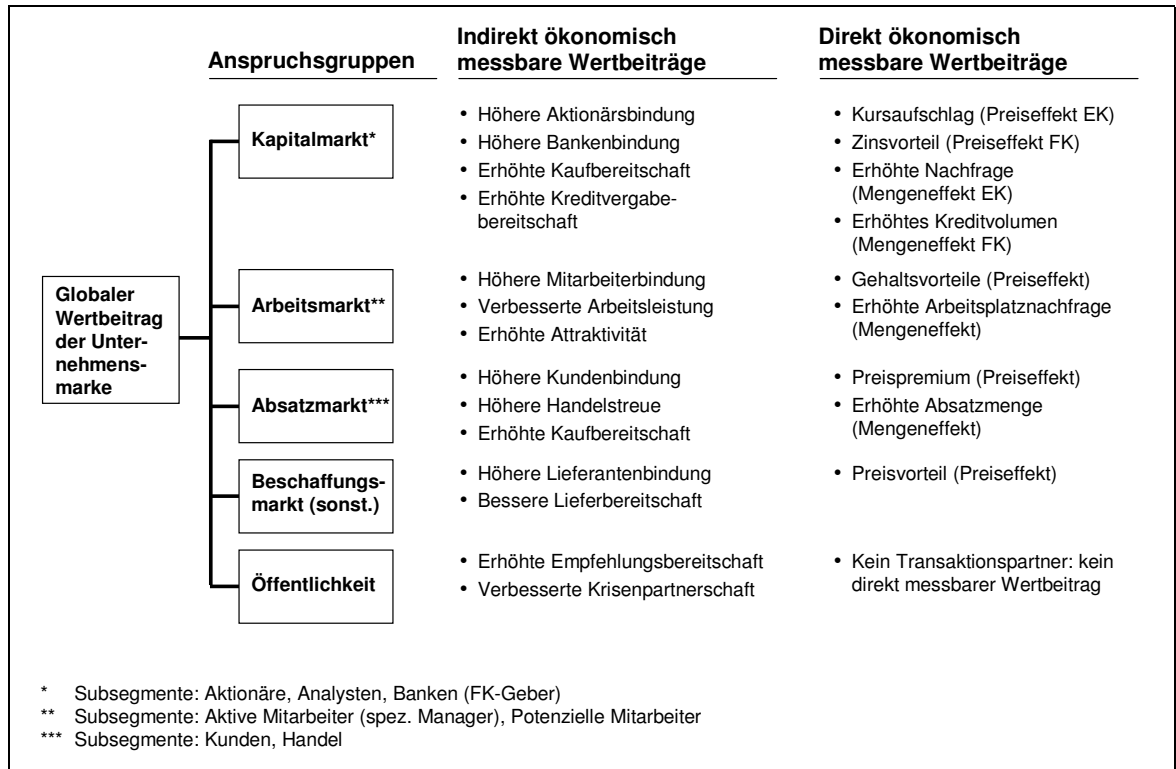 Anspruchsgruppen
Indirekt ökonomisch
messbare Wertbeiträge
Direkt ökonomisch
messbare Wertbeiträge
Globaler
Wertbeitrag
der Unter-
nehmens-
marke
Kapitalmarkt*
• Höhere Aktionärsbindung
• Höhere Bankenbindung
• Erhöhte Kaufbereitschaft
• Erhöhte Kreditvergabe-
bereitschaft
• Kursaufschlag (Preiseffekt EK)
• Zinsvorteil (Preiseffekt FK)
• Erhöhte Nachfrage
(Mengeneffekt EK)
• Erhöhtes Kreditvolumen
(Mengeneffekt FK)
Arbeitsmarkt**
• Höhere Mitarbeiterbindung
• Verbesserte Arbeitsleistung
• Erhöhte Attraktivität
• Gehaltsvorteile (Preiseffekt)
• Erhöhte Arbeitsplatznachfrage
(Mengeneffekt)
Absatzmarkt***
• Höhere Kundenbindung
• Höhere Handelstreue
• Erhöhte Kaufbereitschaft
• Preispremium (Preiseffekt)
• Erhöhte Absatzmenge
(Mengeneffekt)
Beschaffungs-
markt (sonst.)
• Höhere Lieferantenbindung
• Bessere Lieferbereitschaft
• Preisvorteil (Preiseffekt)
Öffentlichkeit
• Erhöhte Empfehlungsbereitschaft
• Verbesserte Krisenpartnerschaft
• Kein Transaktionspartner: kein
direkt messbarer Wertbeitrag
* Subsegmente: Aktionäre, Analysten, Banken (FK-Geber)
** Subsegmente: Aktive Mitarbeiter (spez. Manager), Potenzielle Mitarbeiter
*** Subsegmente: Kunden, Handel